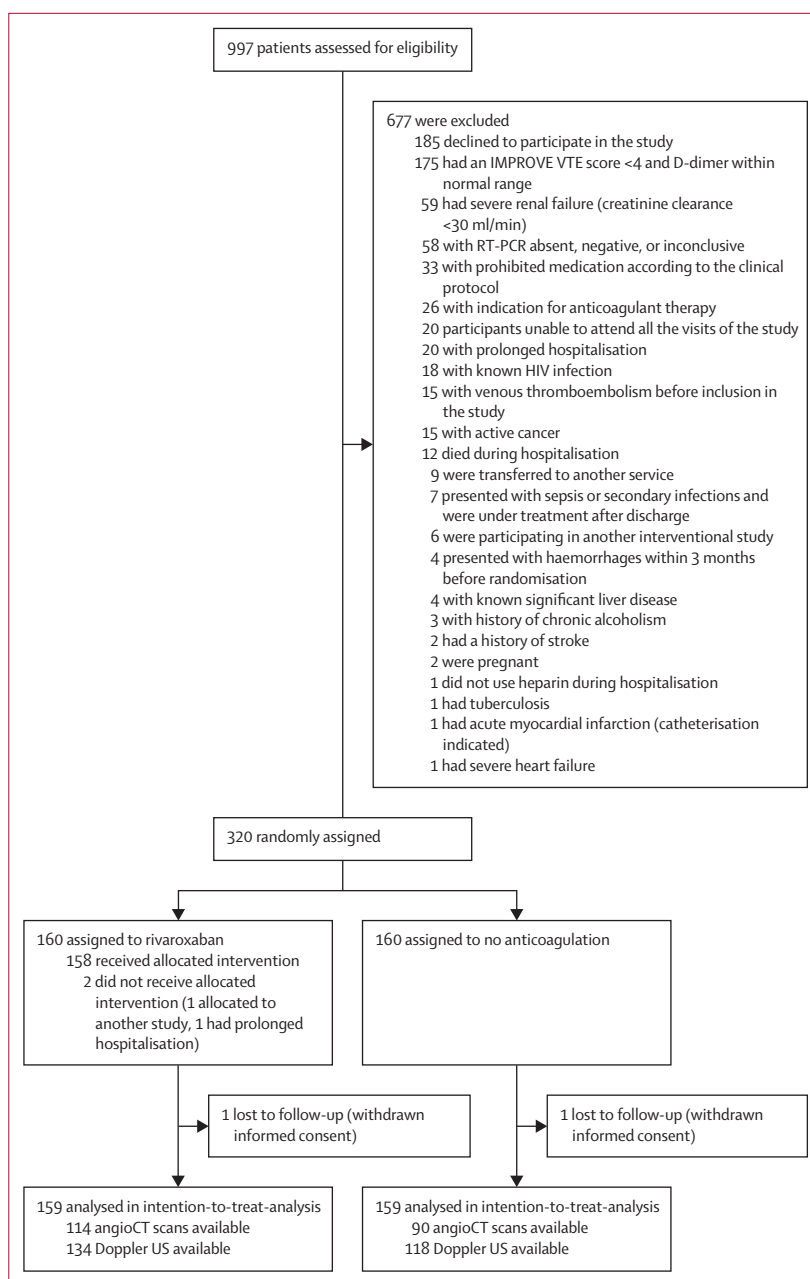 997 patients assessed for eligibility
677 were excluded
185 declined to participate in the study
175 had an IMPROVE VTE score <4 and D-dimer within
normal range
59 had severe renal failure (creatinine clearance
<30 ml/min)
58 with RT-PCR absent, negative, or inconclusive
33 with prohibited medication according to the clinical
protocol
26 with indication for anticoagulant therapy
20 participants unable to attend all the visits of the study
20 with prolonged hospitalisation
18 with known HIV infection
15 with venous thromboembolism before inclusion in
the study
15 with active cancer
12 died during hospitalisation
9 were transferred to another service
7 presented with sepsis or secondary infections and
were under treatment after discharge
6 were participating in another interventional study
4 presented with haemorrhages within 3 months
before randomisation
4 with known significant liver disease
3 with history of chronic alcoholism
2 had a history of stroke
2 were pregnant
1 did not use heparin during hospitalisation
1 had tuberculosis
1 had acute myocardial infarction (catheterisation
indicated)
1 had severe heart failure
320 randomly assigned
160 assigned to rivaroxaban
158 received allocated intervention
2 did not receive allocated
intervention (1 allocated to
another study, 1 had prolonged
hospitalisation)
160 assigned to no anticoagulation
1 lost to follow-up (withdrawn
informed consent)
1 lost to follow-up (withdrawn
informed consent)
159 analysed in intention-to-treat-analysis
114 angioCT scans available
134 Doppler US available
159 analysed in intention-to-treat-analysis
90 angioCT scans available
118 Doppler US available